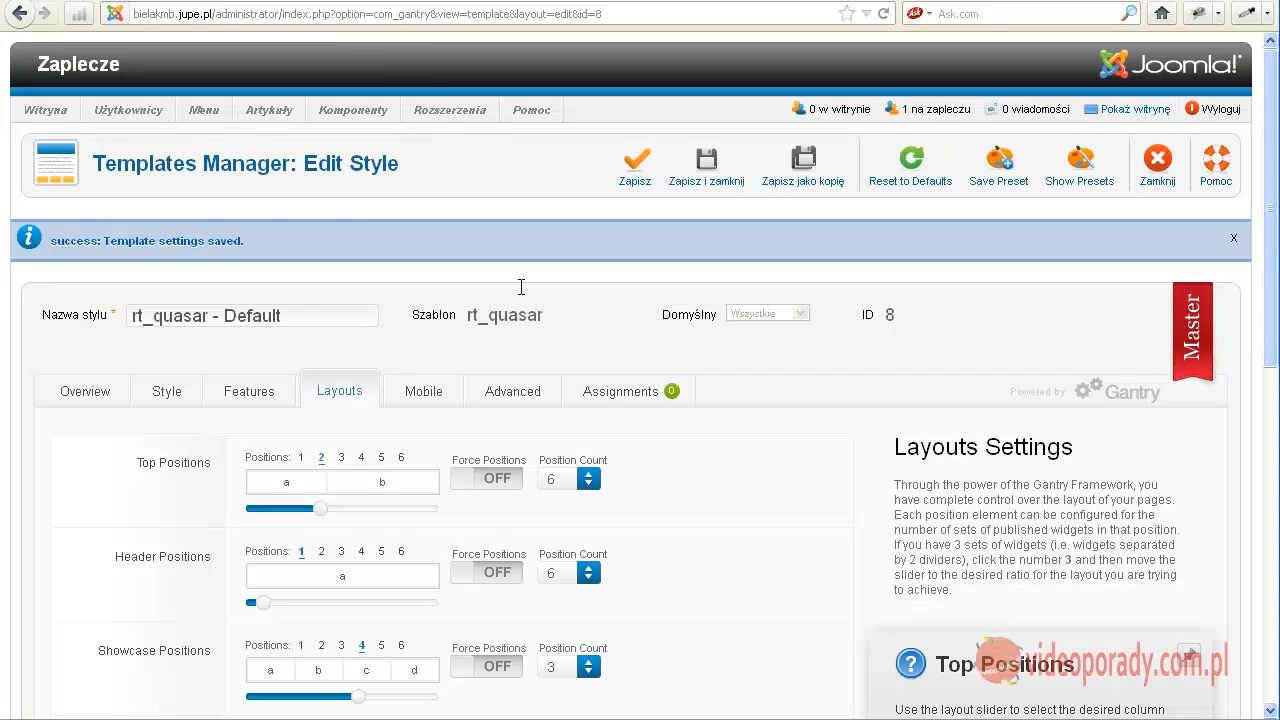 bielakmb.jupe.pl/administrator/index.php?option=com_gantry&view=template&layout=edit&id=8
Ask.com
Zaplecze
Joomla!
Witryna Użytkownicy Menu Artykuły Komponenty Rozszerzenia Pomoc
0 w witrynie 1 na zapleczu 0 wiadomości Pokaż witrynę Wyloguj
Templates Manager: Edit Style
Zapisz Zapisz i zamknij Zapisz jako kopię Reset to Defaults Save Preset Show Presets Zamknij Pomoc
success: Template settings saved.
x
Nazwa stylu * rt_quasar - Default Szablon rt_quasar Domyślny Wszystkie ID 8
Master
Overview Style Features Layouts Mobile Advanced Assignments 0
Powered by Gantry
Top Positions
Positions: 1 2 3 4 5 6
a b
Force Positions
OFF
Position Count
6
Header Positions
Positions: 1 2 3 4 5 6
a
Force Positions
OFF
Position Count
6
Showcase Positions
Positions: 1 2 3 4 5 6
a b c d
Force Positions
OFF
Position Count
3
Layouts Settings
Through the power of the Gantry Framework, you
have complete control over the layout of your pages.
Each position element can be configured for the
number of sets of published widgets in that position.
If you have 3 sets of widgets (i.e. widgets separated
by 2 dividers), click the number 3 and then move the
slider to the desired ratio for the layout you are trying
to achieve.
? Top Positions
videoporady.com.pl
Use the layout slider to select the desired column